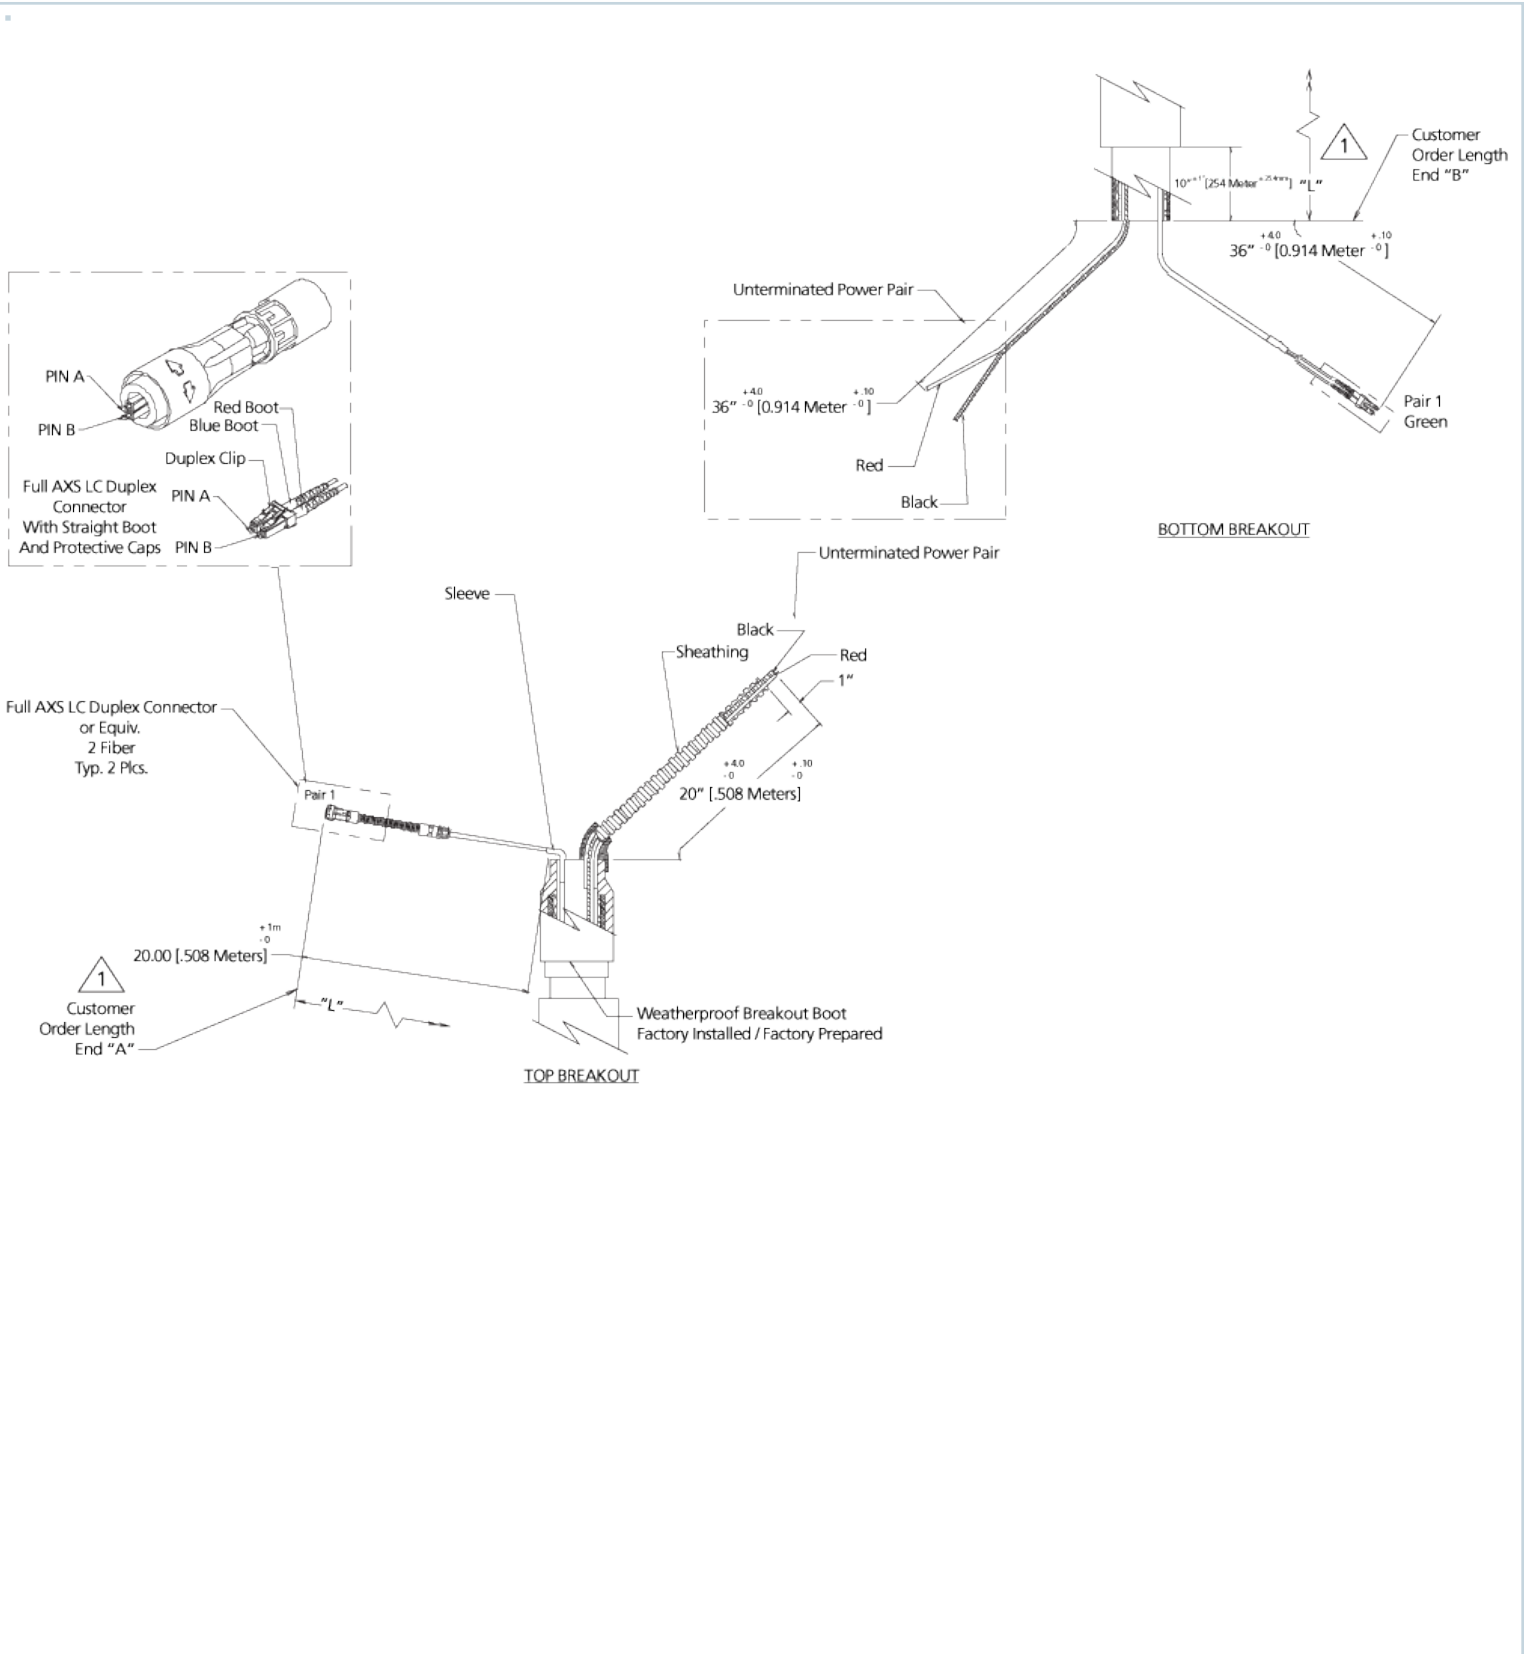 1
Customer
Order Length
End “B”
10” +1” [254 Meter +25.4mm] “L”
+4.0 +.10
36” -0 [0.914 Meter -0 ]
Unterminated Power Pair
+4.0 +.10
36” -0 [0.914 Meter -0 ]
Red
Black
Pair 1
Green
BOTTOM BREAKOUT
PIN A
PIN B
Red Boot
Blue Boot
Duplex Clip
PIN A
PIN B
Full AXS LC Duplex
Connector
With Straight Boot
And Protective Caps
Unterminated Power Pair
Sleeve
Black
Sheathing
Red
1”
+4.0 +.10
-0 -0
20” [.508 Meters]
Full AXS LC Duplex Connector
or Equiv.
2 Fiber
Typ. 2 Plcs.
Pair 1
+1m
-0
20.00 [.508 Meters]
1
Customer
Order Length
End “A”
“L”
Weatherproof Breakout Boot
Factory Installed / Factory Prepared
TOP BREAKOUT